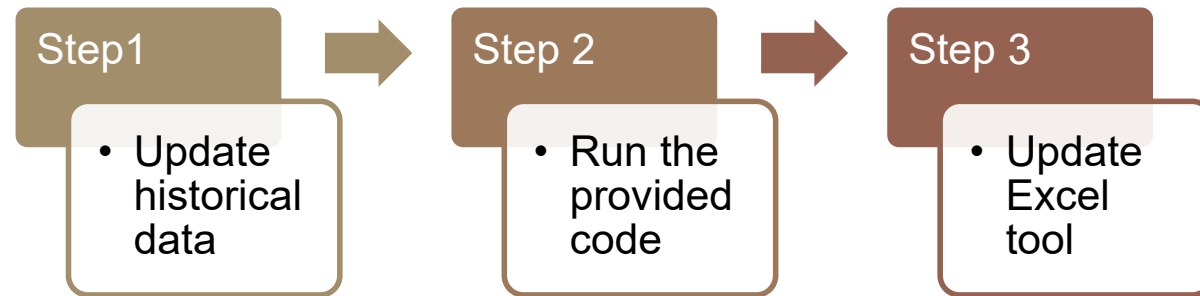 Step1
• Update
historical
data
Step 2
• Run the
provided
code
Step 3
• Update
Excel
tool